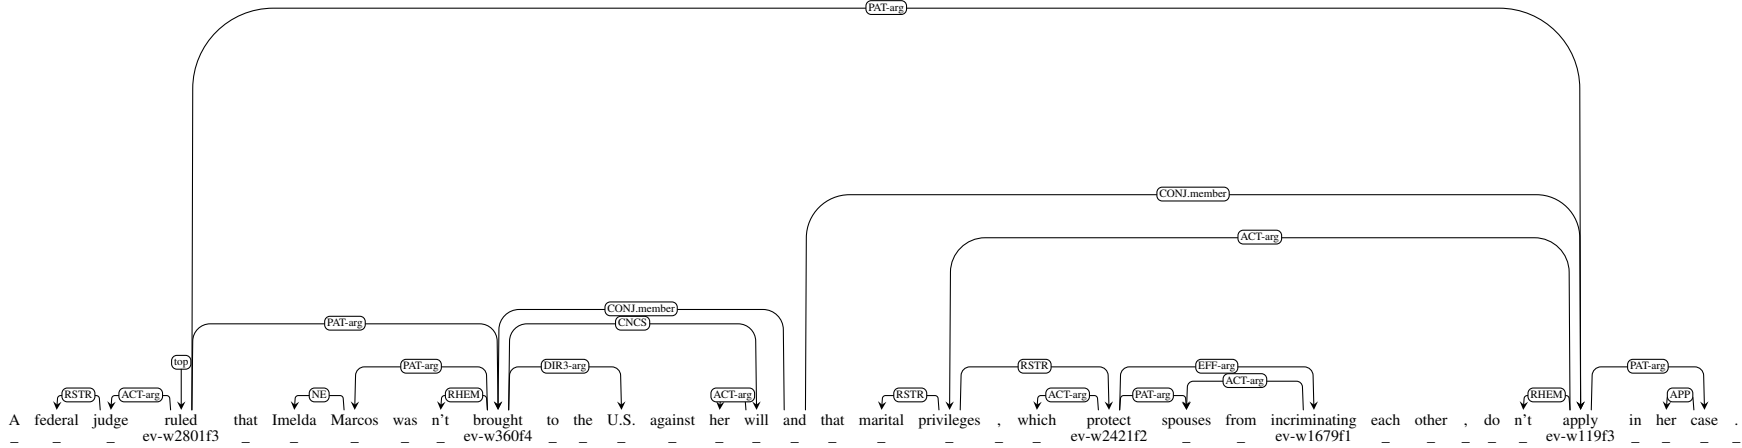 PAT-arg
CONJ.member
ACT-arg
CONJ.member
PAT-arg CNCS
top PAT-arg DIR3-arg RSTR EFF-arg PAT-arg
ACT-arg
RSTR ACT-arg NE RHEM ACT-arg RSTR ACT-arg PAT-arg RHEM APP
A federal judge ruled that Imelda Marcos was n't brought to the U.S. against her will and that marital privileges , which protect spouses from incriminating each other , do n't apply in her case .
_ _ _ ev-w2801f3 _ _ _ _ _ ev-w360f4 _ _ _ _ _ _ _ _ _ _ _ _ ev-w2421f2 _ _ ev-w1679f1 _ _ _ _ _ ev-w119f3 _ _ _ _